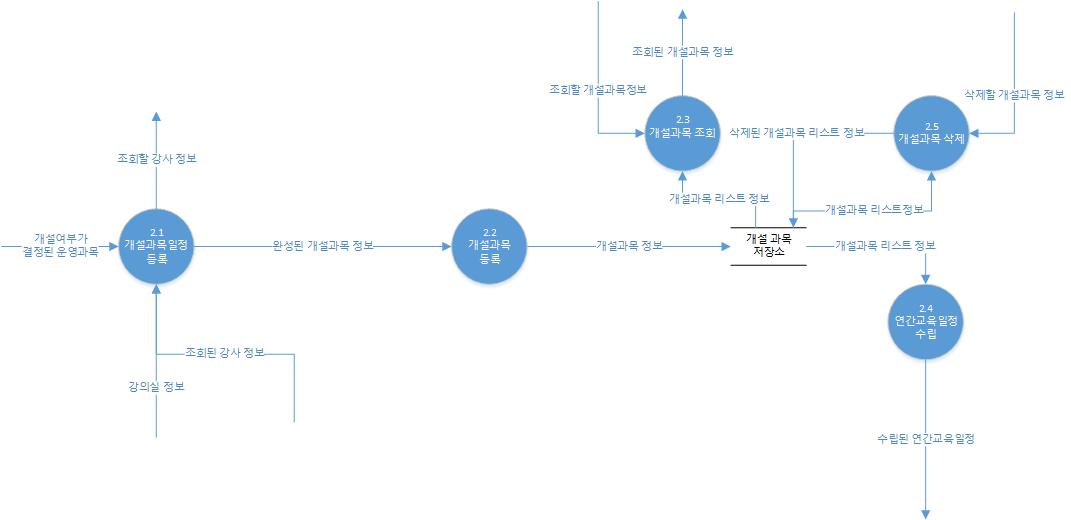 조회된 개설과목 정보
조회할 개설과목정보
삭제할 개설과목 정보
2.3
개설과목 조회
삭제된 개설과목 리스트 정보
2.5
개설과목 삭제
조회할 강사 정보
개설과목 리스트 정보
개설과목 리스트정보
개설여부가
결정된 운영과목
2.1
개설과목일정
등록
완성된 개설과목 정보
2.2
개설과목
등록
개설과목 정보
개설 과목
저장소
개설과목 리스트 정보
2.4
연간교육일정
수립
조회된 강사 정보
강의실 정보
수립된 연간교육일정